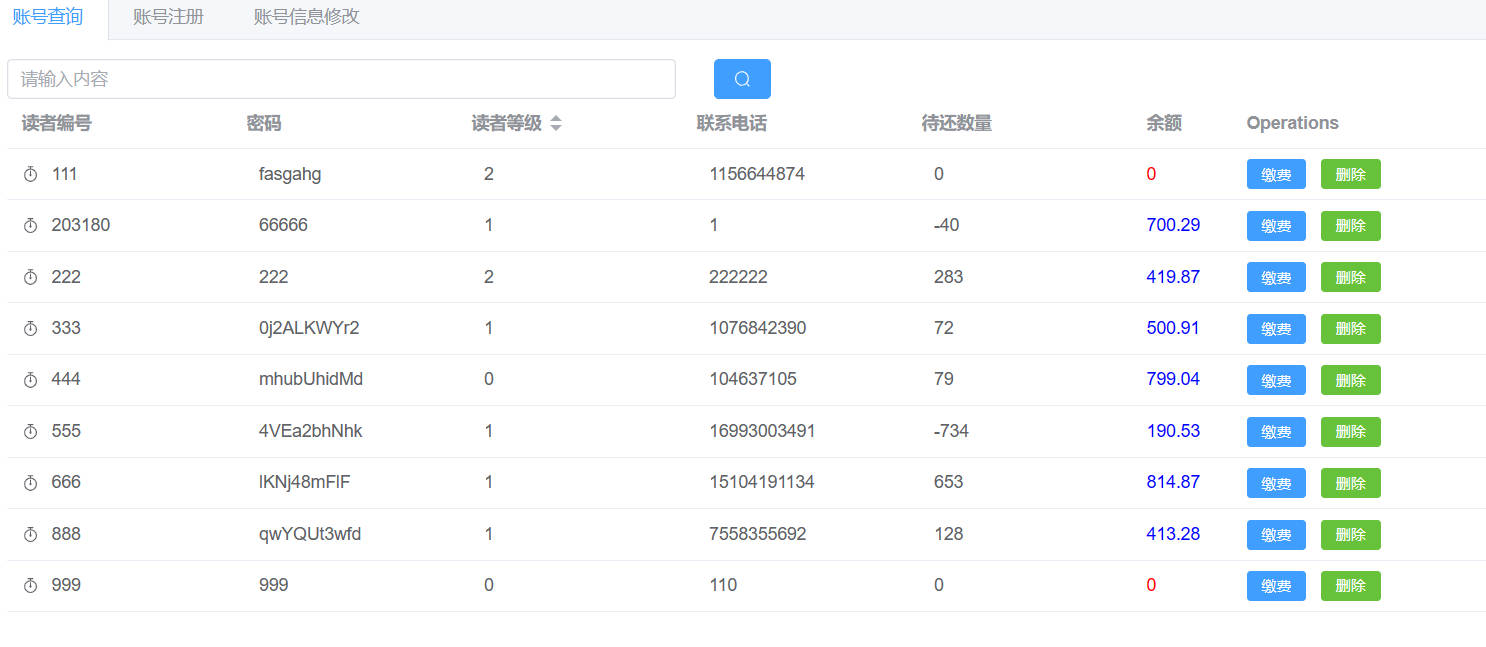 账号查询 账号注册 账号信息修改
请输入内容
读者编号 密码 读者等级 联系电话 待还数量 余额 Operations
111 fasgahg 2 1156644874 0 0 缴费 删除
203180 66666 1 1 -40 700.29 缴费 删除
222 222 2 222222 283 419.87 缴费 删除
333 0j2ALKWYr2 1 1076842390 72 500.91 缴费 删除
444 mhubUhidMd 0 104637105 79 799.04 缴费 删除
555 4VEa2bhNhk 1 16993003491 -734 190.53 缴费 删除
666 lKNj48mFlF 1 15104191134 653 814.87 缴费 删除
888 qwYQUt3wfd 1 7558355692 128 413.28 缴费 删除
999 999 0 110 0 0 缴费 删除